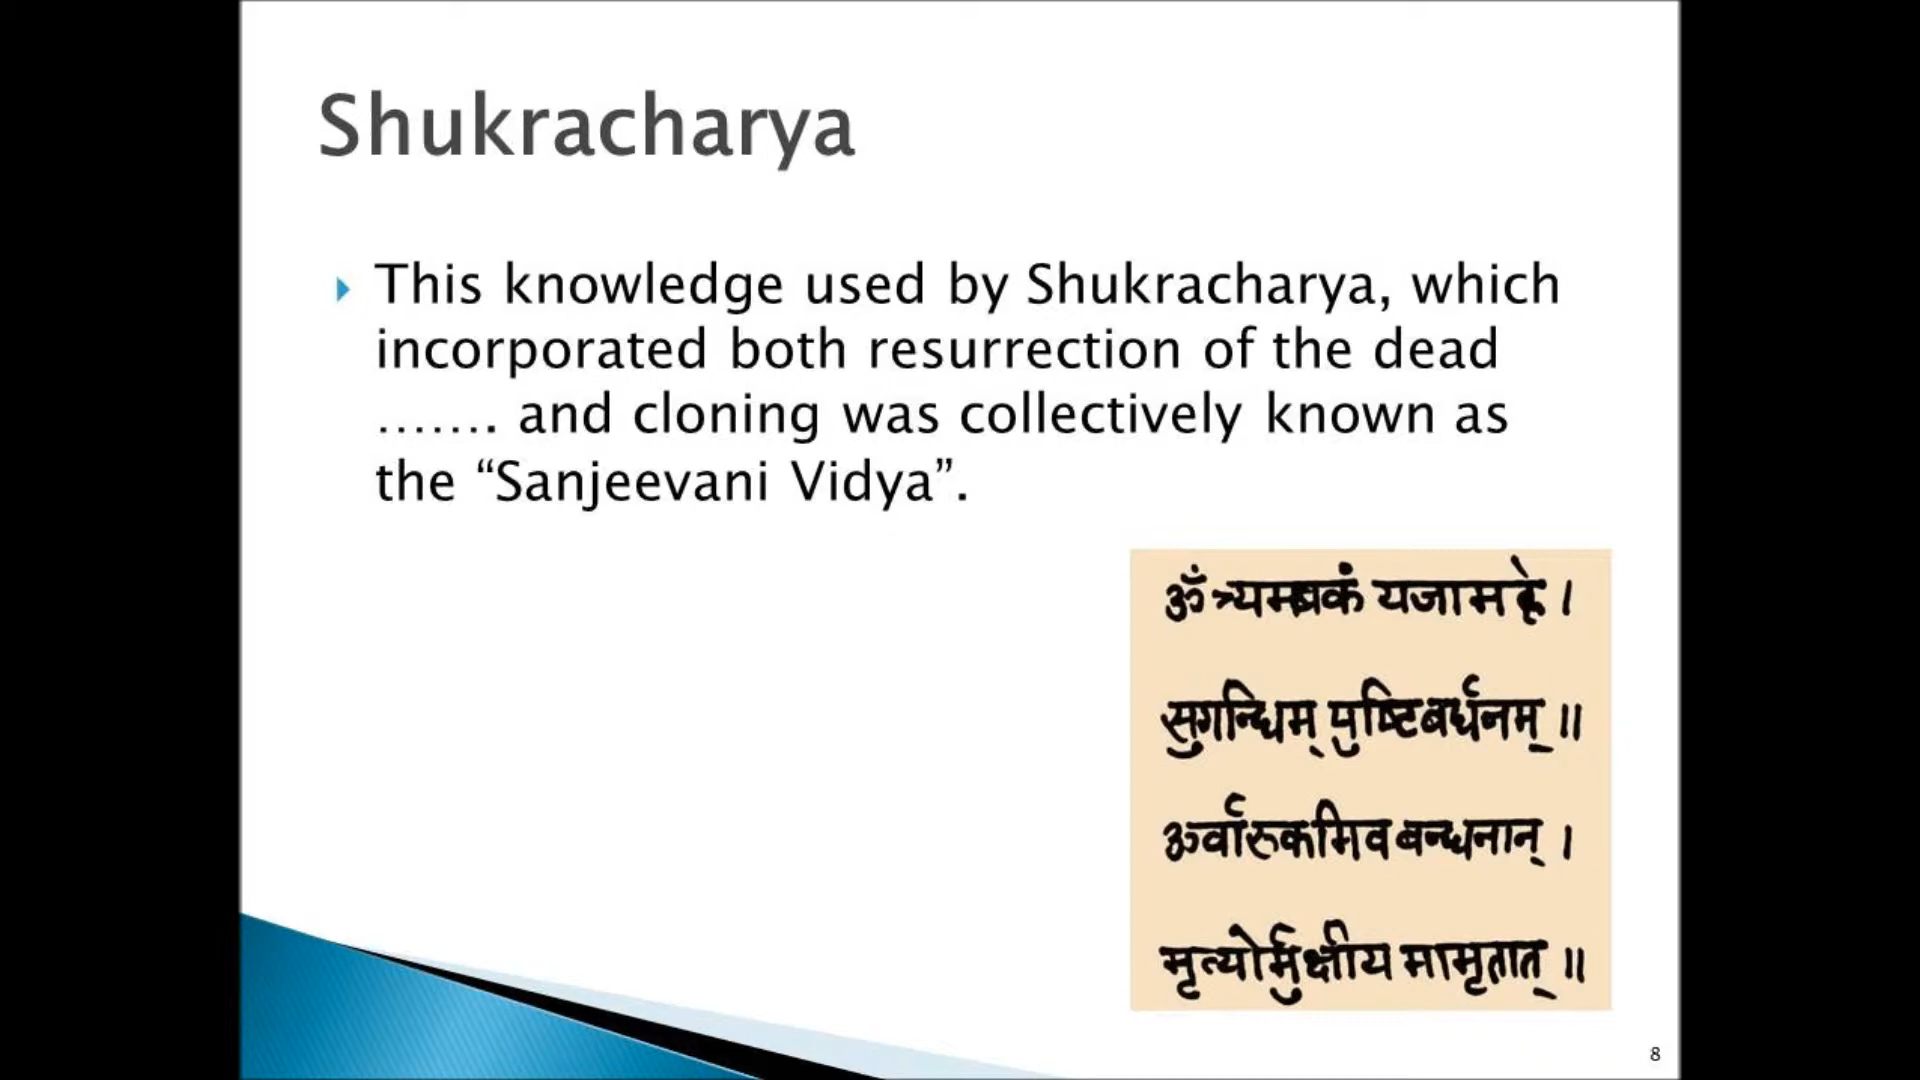 Shukracharya
This knowledge used by Shukracharya, which
incorporated both resurrection of the dead
……. and cloning was collectively known as
the “Sanjeevani Vidya”.
ॐ त्र्यम्बकं यजामहे ।
सुगन्धिम् पुष्टिबर्धनम् ॥
ऊर्वारुकमिव बन्धनान् ।
मृत्योर्मुक्षीय मामृतात् ॥
8